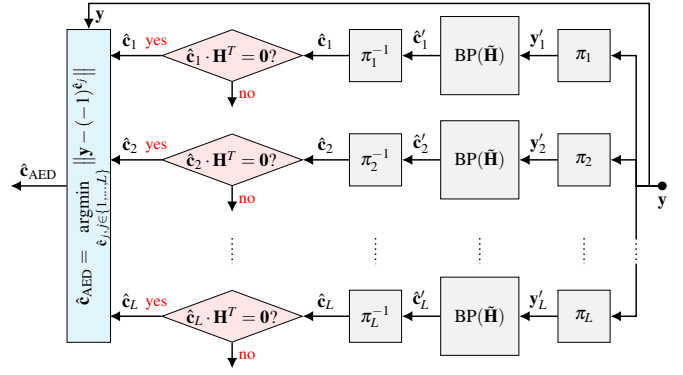 y
ĉ₁ yes ĉ₁ · Hᵀ = 0? ĉ₁ π₁⁻¹ ĉ′₁ BP(H̃) y′₁ π₁
no
ĉ₂ yes ĉ₂ · Hᵀ = 0? ĉ₂ π₂⁻¹ ĉ′₂ BP(H̃) y′₂ π₂
no
ĉ_AED
ĉ_AED = argmin ‖y − (−1)^ĉⱼ‖
ĉⱼ, j∈{1,...,L}
y
ĉ_L yes ĉ_L · Hᵀ = 0? ĉ_L π_L⁻¹ ĉ′_L BP(H̃) y′_L π_L
no